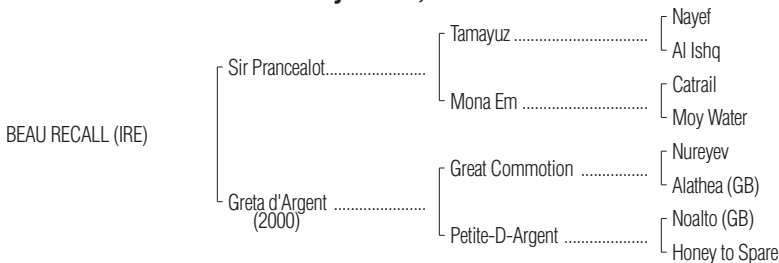 Nayef
Tamayuz ..................................
Al Ishq
Sir Prancealot.........................
Catrail
Mona Em ................................
Moy Water
BEAU RECALL (IRE)
Nureyev
Great Commotion .................
Alathea (GB)
Greta d'Argent .......................
(2000)
Noalto (GB)
Petite-D-Argent .....................
Honey to Spare